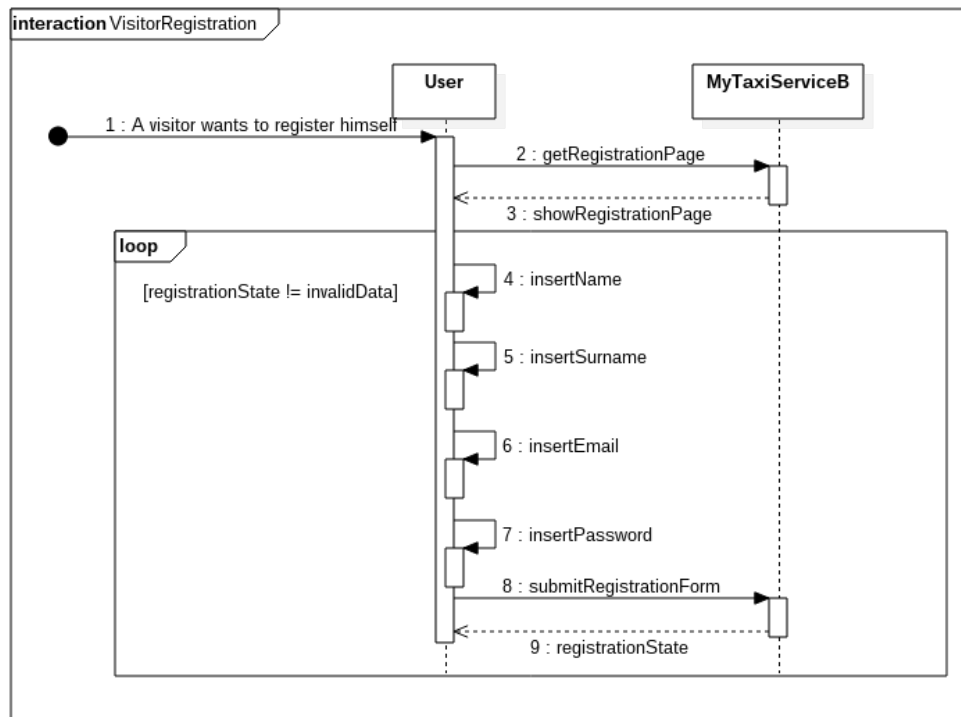 interaction VisitorRegistration
User
MyTaxiServiceB
1 : A visitor wants to register himself
2 : getRegistrationPage
3 : showRegistrationPage
loop
[registrationState != invalidData]
4 : insertName
5 : insertSurname
6 : insertEmail
7 : insertPassword
8 : submitRegistrationForm
9 : registrationState